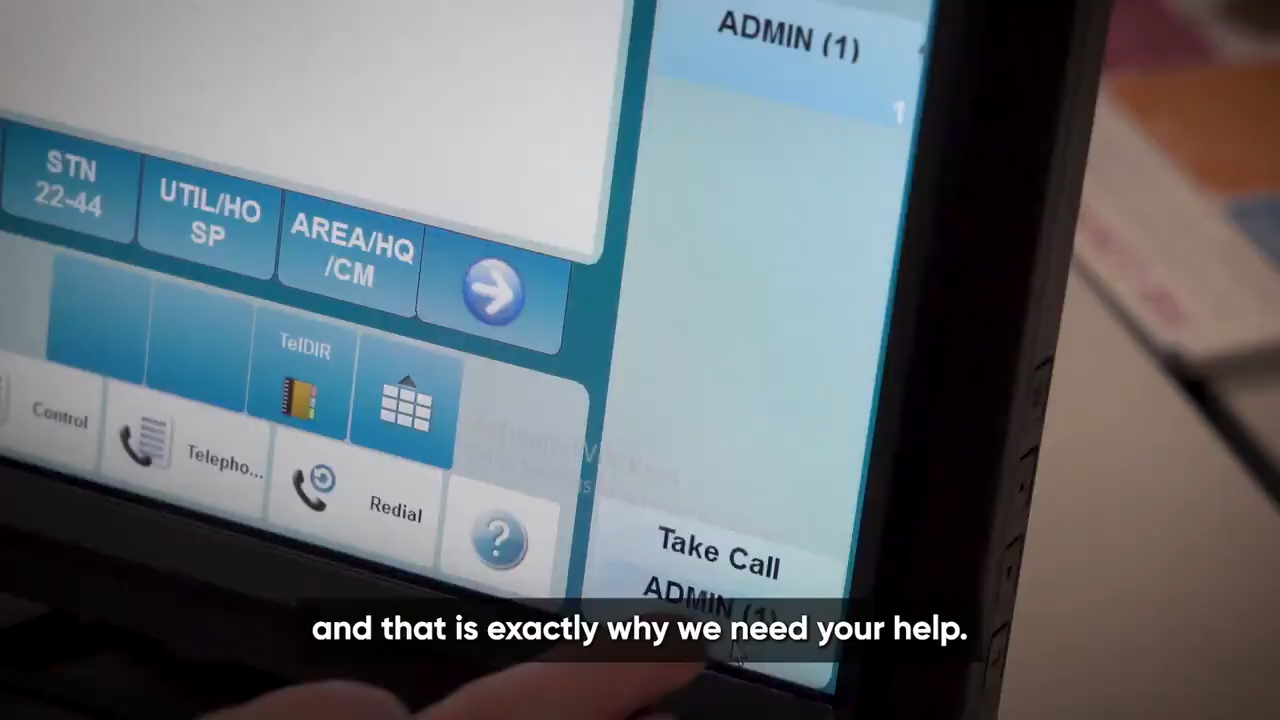 ADMIN (1)
1
STN
22-44
UTIL/HO
SP
AREA/HQ
/CM
TelDIR
Control
Telepho...
Redial
?
Take Call
ADMIN (1)
and that is exactly why we need your help.